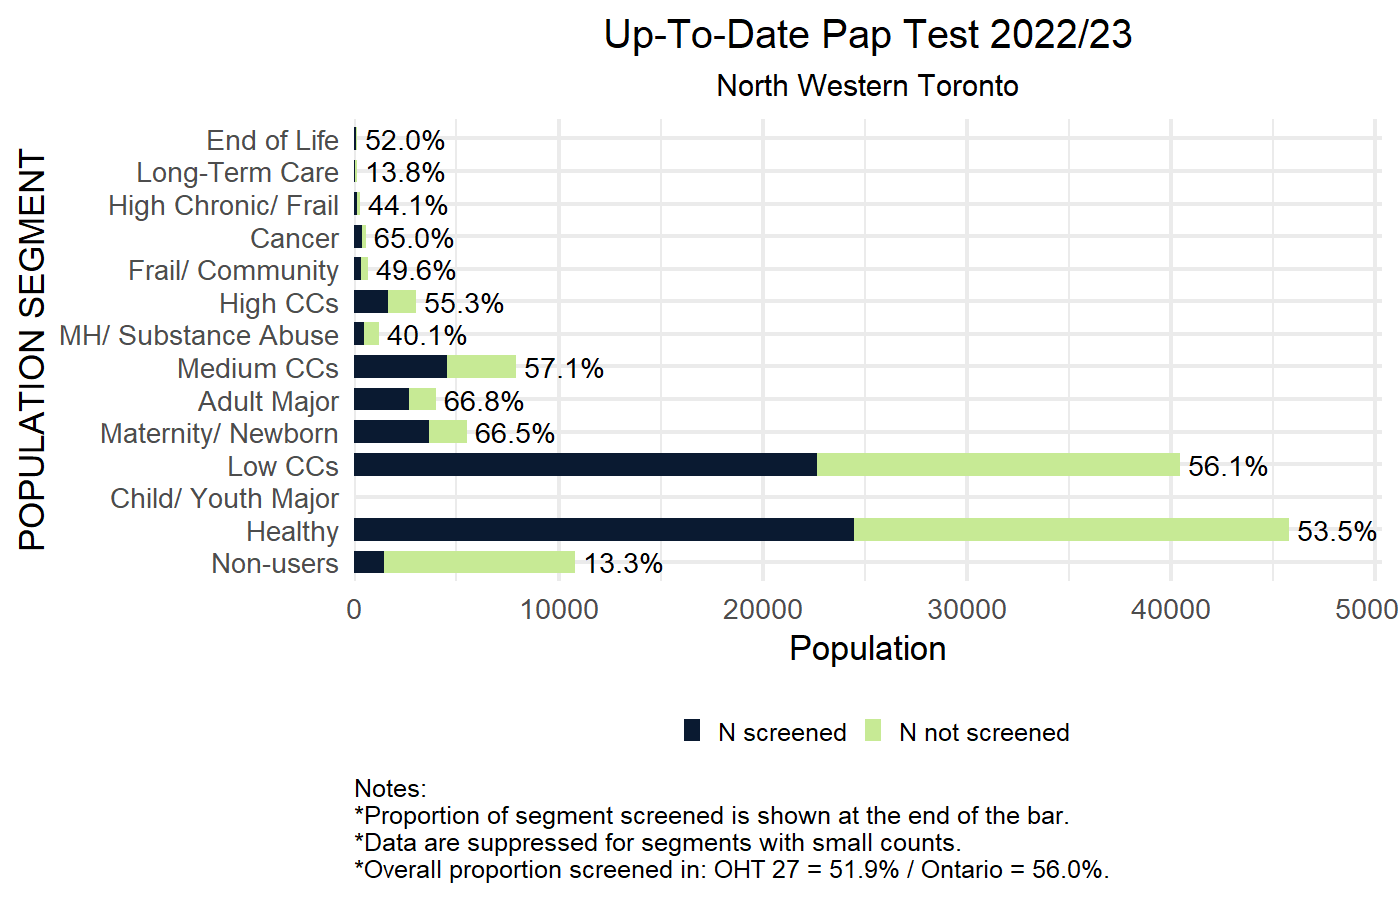 Up-To-Date Pap Test 2022/23
North Western Toronto
POPULATION SEGMENT
End of Life 52.0%
Long-Term Care 13.8%
High Chronic/ Frail 44.1%
Cancer 65.0%
Frail/ Community 49.6%
High CCs 55.3%
MH/ Substance Abuse 40.1%
Medium CCs 57.1%
Adult Major 66.8%
Maternity/ Newborn 66.5%
Low CCs 56.1%
Child/ Youth Major
Healthy 53.5%
Non-users 13.3%
0 10000 20000 30000 40000 5000
Population
N screened N not screened
Notes:
*Proportion of segment screened is shown at the end of the bar.
*Data are suppressed for segments with small counts.
*Overall proportion screened in: OHT 27 = 51.9% / Ontario = 56.0%.